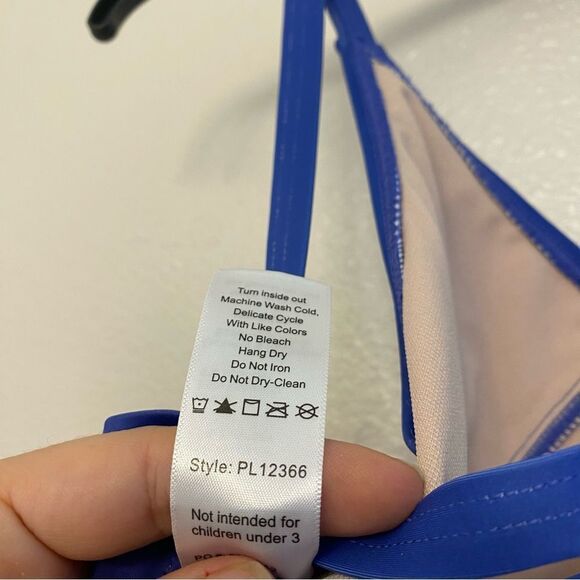 Turn inside out
Machine Wash Cold,
Delicate Cycle
With Like Colors
No Bleach
Hang Dry
Do Not Iron
Do Not Dry-Clean
Style: PL12366
Not intended for
children under 3